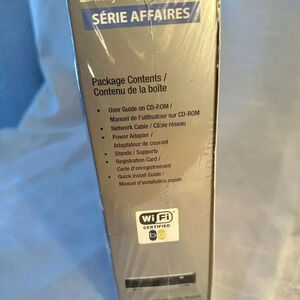 SÉRIE AFFAIRES
Package Contents /
Contenu de la boîte
• User Guide on CD-ROM /
Manuel de l'utilisateur sur CD-ROM
• Network Cable / Câble réseau
• Power Adapter /
Adaptateur de courant
• Stands / Supports
• Registration Card /
Carte d'enregistrement
• Quick Install Guide /
Manuel d'installation rapide
Wi Fi
CERTIFIED